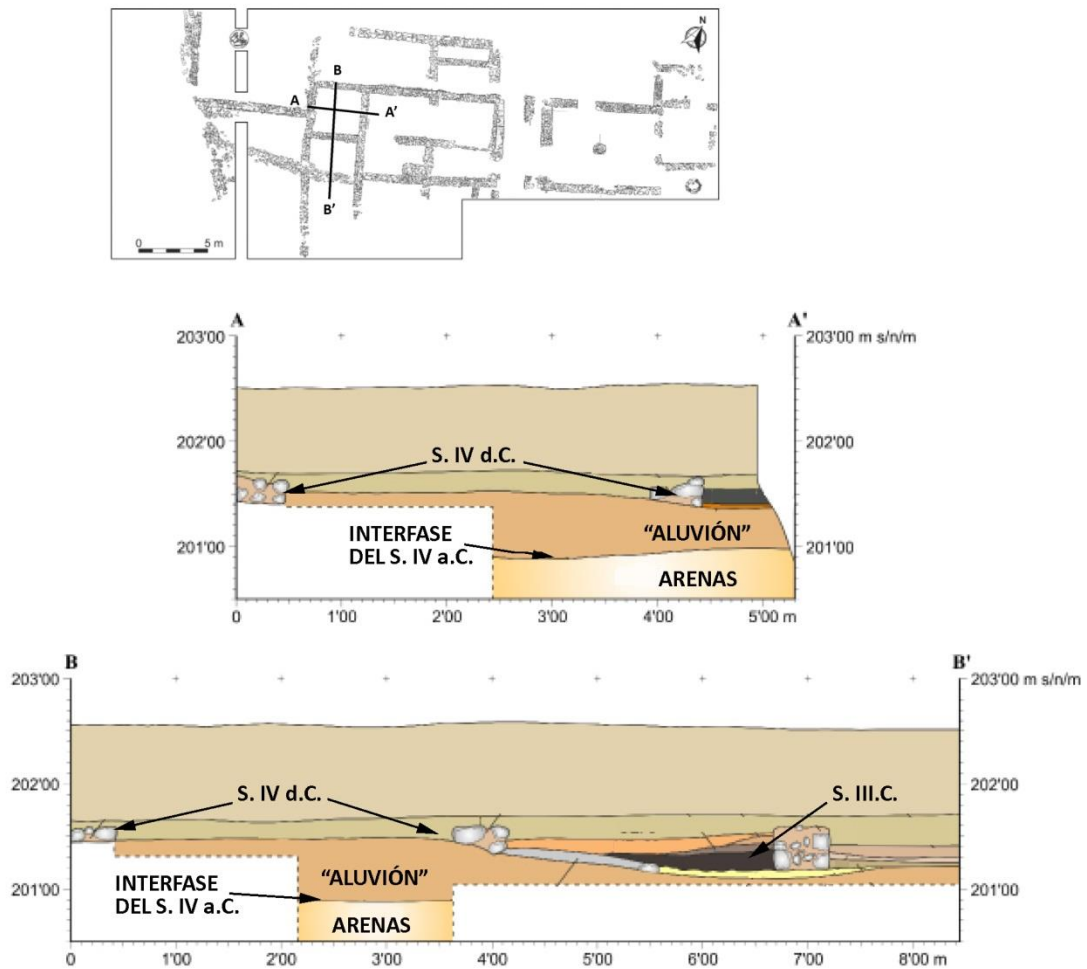 N
B
A
A'
B'
0
5 m
A
A'
203'00
203'00 m s/n/m
202'00
202'00
S. IV d.C.
INTERFASE
DEL S. IV a.C.
"ALUVIÓN"
201'00
201'00
ARENAS
0
1'00
2'00
3'00
4'00
5'00 m
B
B'
203'00
203'00 m s/n/m
S. IV d.C.
S. III.C.
202'00
202'00
INTERFASE
DEL S. IV a.C.
"ALUVIÓN"
201'00
201'00
ARENAS
0
1'00
2'00
3'00
4'00
5'00
6'00
7'00
8'00 m